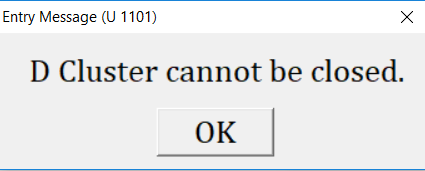 Entry Message (U 1101)
D Cluster cannot be closed.
OK